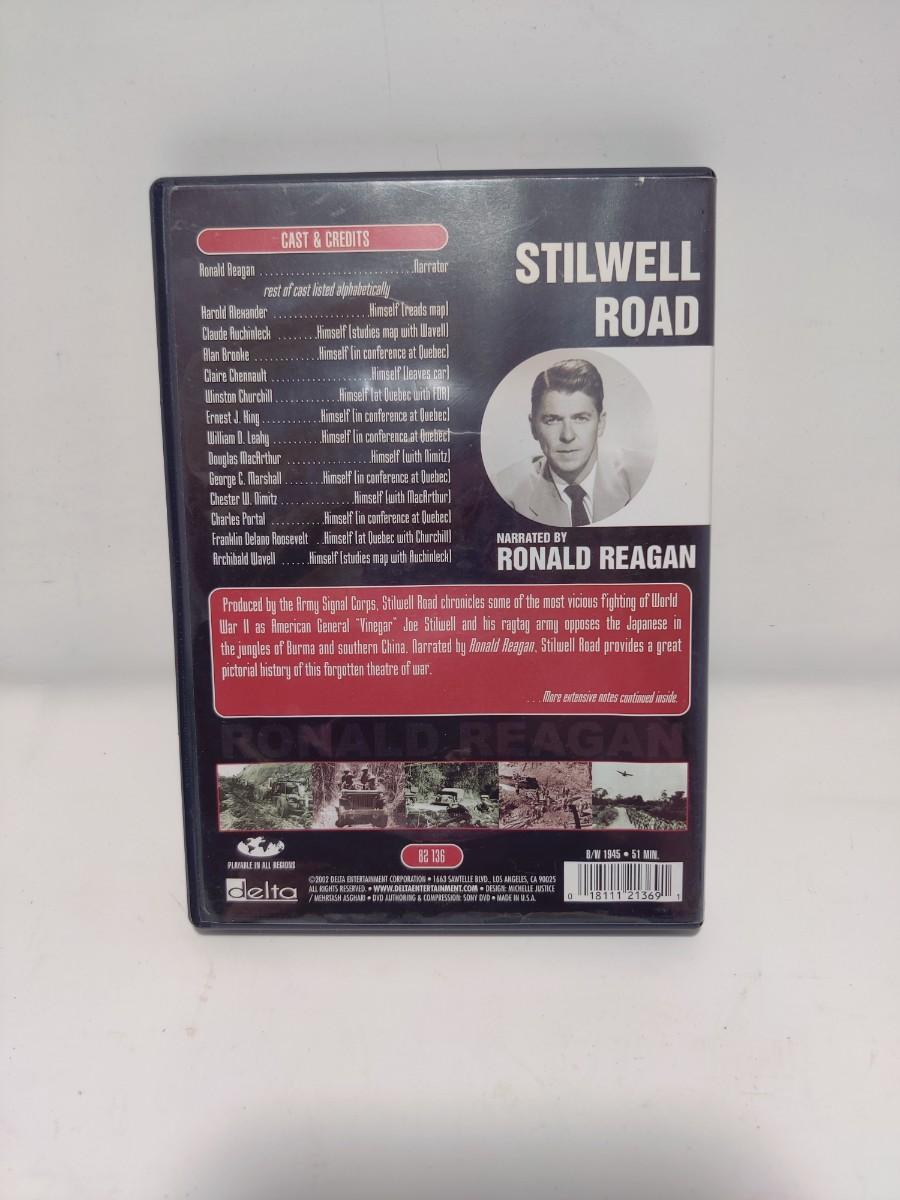 CAST & CREDITS
Ronald Reagan ..............................Narrator
rest of cast listed alphabetically
Harold Alexander ...................Himself (reads map)
Claude Auchinleck ........Himself (studies map with Wavell)
Alan Brooke .............Himself (in conference at Quebec)
Claire Chennault ....................Himself (leaves car)
Winston Churchill .............Himself (at Quebec with FDR)
Ernest J. King ............Himself (in conference at Quebec)
William D. Leahy ..........Himself (in conference at Quebec)
Douglas MacArthur .................Himself (with Nimitz)
George C. Marshall ........Himself (in conference at Quebec)
Chester W. Nimitz ...............Himself (with MacArthur)
Charles Portal ...........Himself (in conference at Quebec)
Franklin Delano Roosevelt ..Himself (at Quebec with Churchill)
Archibald Wavell ......Himself (studies map with Auchinleck)
STILWELL
ROAD
NARRATED BY
RONALD REAGAN
Produced by the Army Signal Corps, Stilwell Road chronicles some of the most vicious fighting of World
War II as American General "Vinegar" Joe Stilwell and his ragtag army opposes the Japanese in
the jungles of Burma and southern China. Narrated by Ronald Reagan, Stilwell Road provides a great
pictorial history of this forgotten theatre of war.
. . . More extensive notes continued inside.
RONALD REAGAN
PLAYABLE IN ALL REGIONS
delta
82 136
©2002 DELTA ENTERTAINMENT CORPORATION • 1663 SAWTELLE BLVD., LOS ANGELES, CA 90025
ALL RIGHTS RESERVED. • WWW.DELTAENTERTAINMENT.COM • DESIGN: MICHELLE JUSTICE
/ MEHRTASH ASGHARI • DVD AUTHORING & COMPRESSION: SONY DVD • MADE IN U.S.A.
B/W 1945 • 51 MIN.
0 18111 21369 1